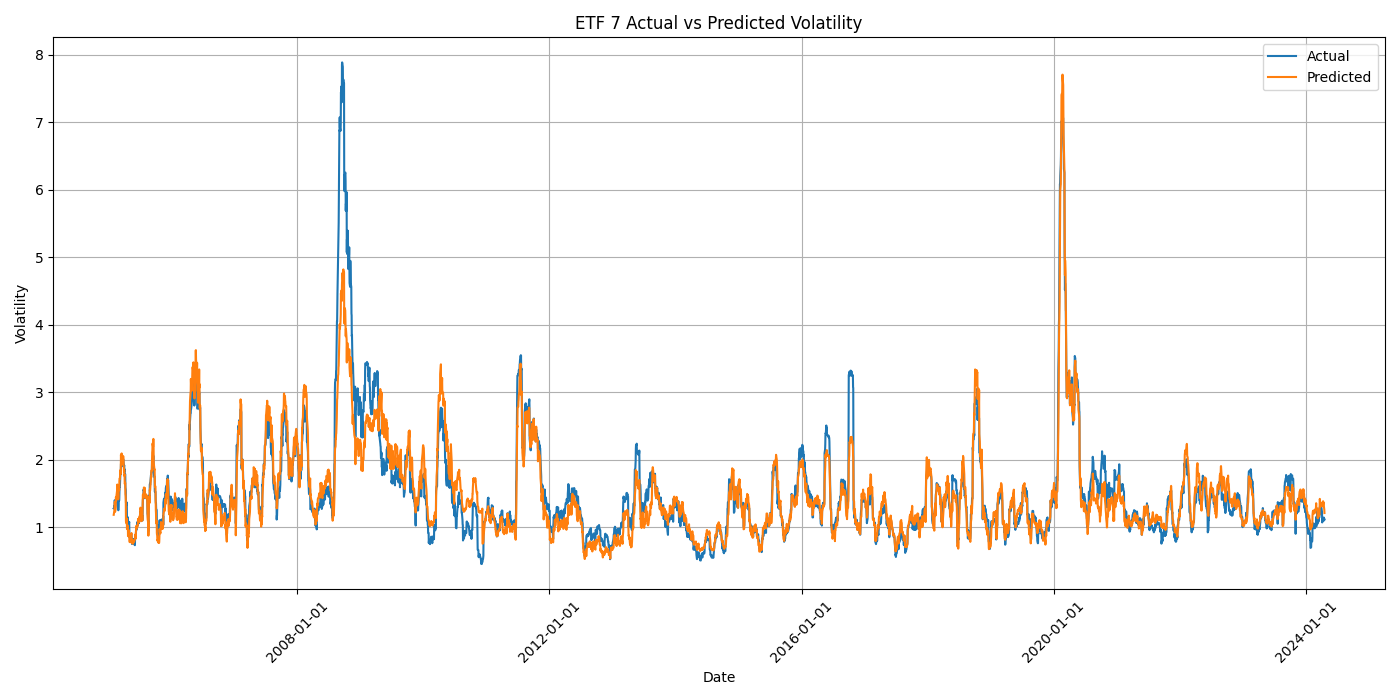 ETF 7 Actual vs Predicted Volatility
Actual
Predicted
8
7
6
5
4
3
2
1
Volatility
2008-01-01
2012-01-01
2016-01-01
2020-01-01
2024-01-01
Date